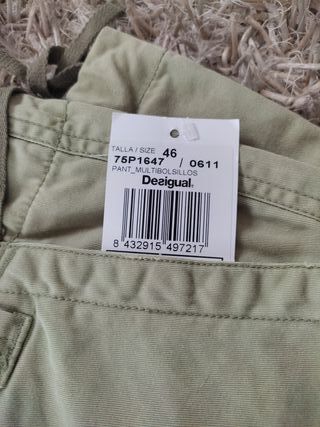 TALLA / SIZE 46
75P1647 / 0611
PANT_MULTIBOLSILLOS
Desigual.
8 432915 497217